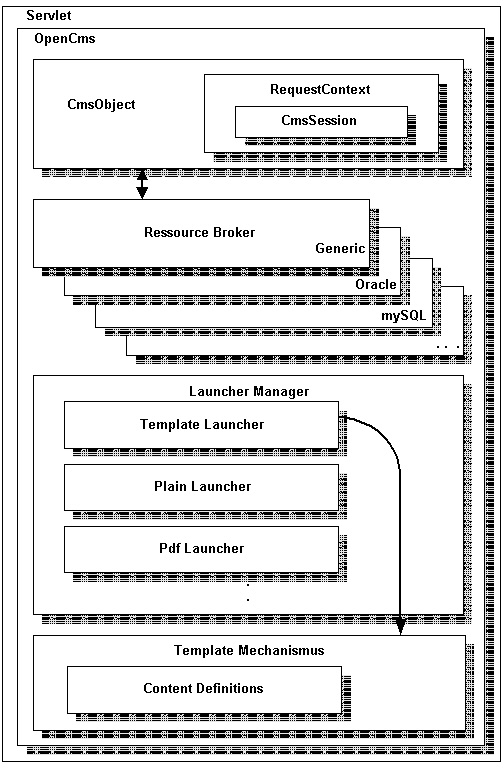 Servlet
OpenCms
RequestContext
CmsObject
CmsSession
Ressource Broker
Generic
Oracle
mySQL
. . .
Launcher Manager
Template Launcher
Plain Launcher
Pdf Launcher
Template Mechanismus
Content Definitions